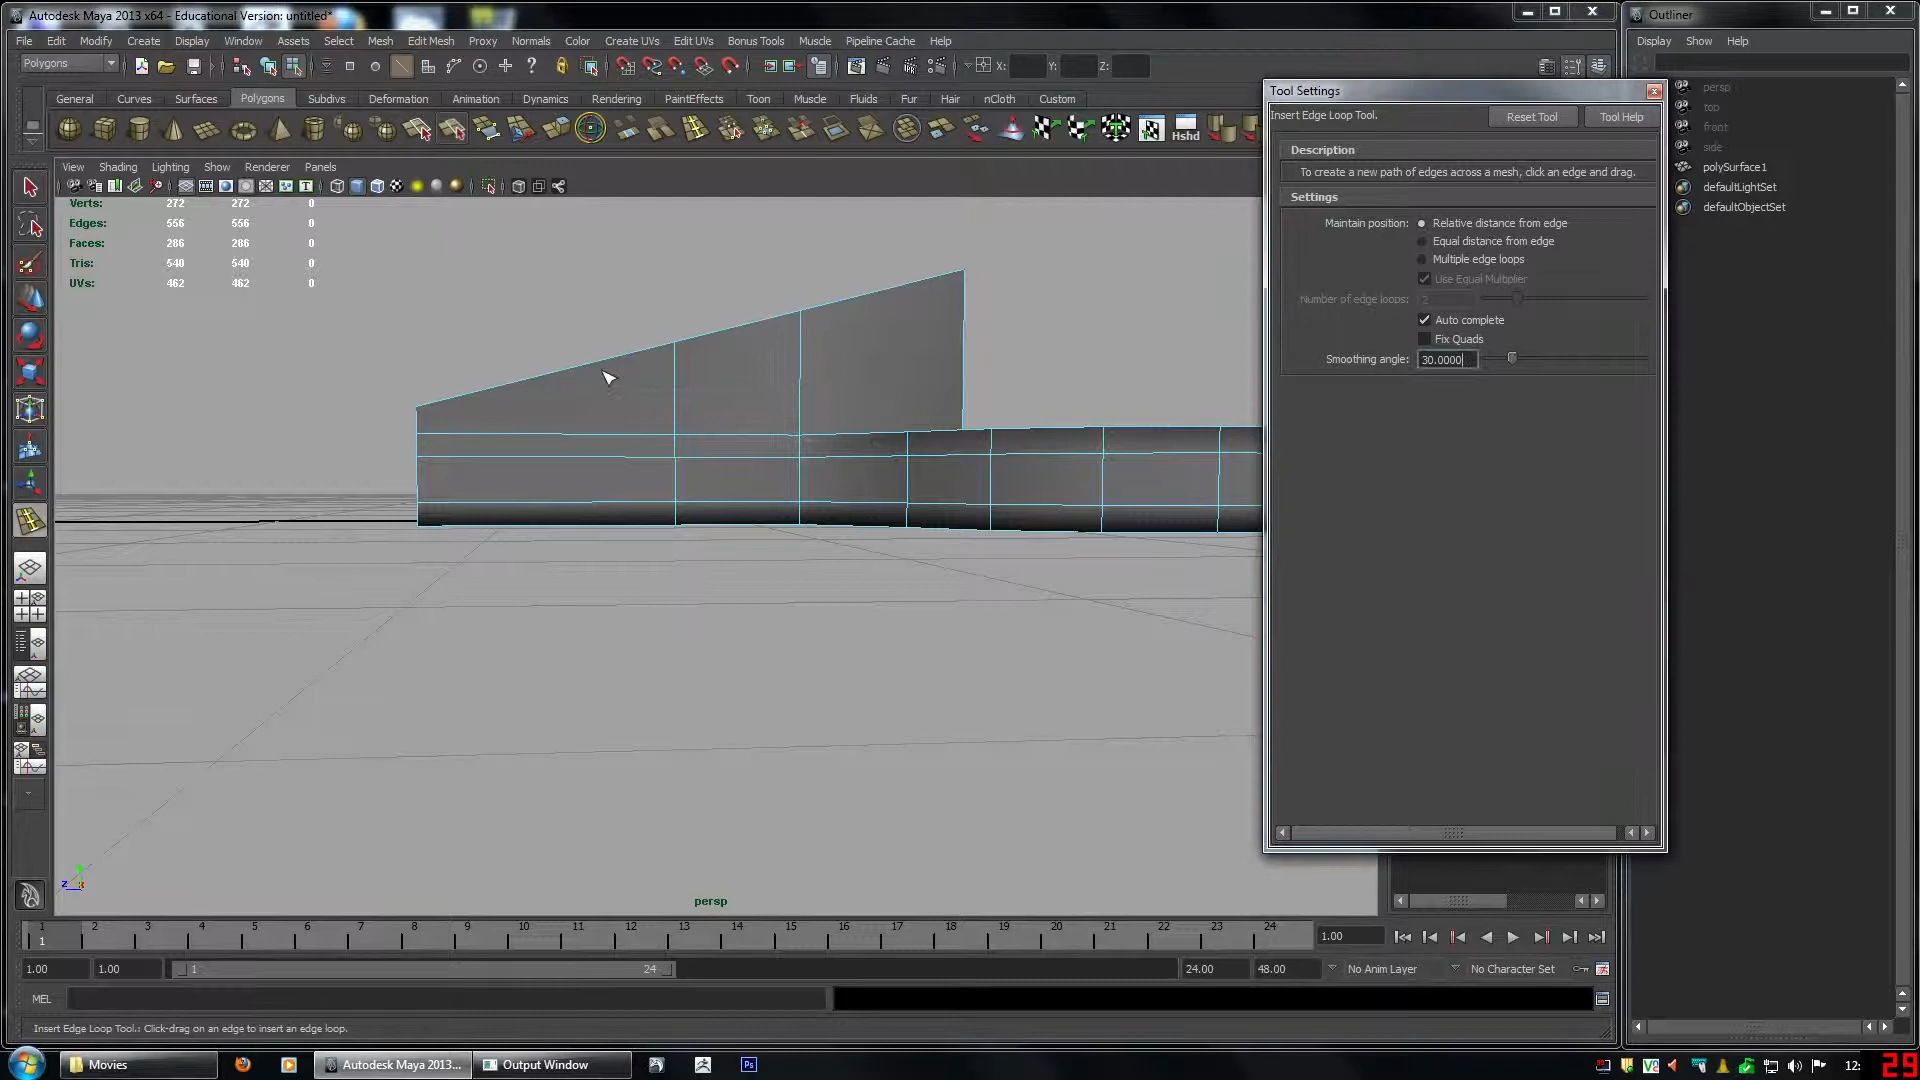 Autodesk Maya 2013 x64 - Educational Version: untitled*
Outliner
File Edit Modify Create Display Window Assets Select Mesh Edit Mesh Proxy Normals Color Create UVs Edit UVs Bonus Tools Muscle Pipeline Cache Help
Display Show Help
Polygons
X: Y: Z:
General Curves Surfaces Polygons Subdivs Deformation Animation Dynamics Rendering PaintEffects Toon Muscle Fluids Fur Hair nCloth Custom
Hshd
View Shading Lighting Show Renderer Panels
Verts: 272 272 0
Edges: 556 556 0
Faces: 286 286 0
Tris: 540 540 0
UVs: 462 462 0
Tool Settings
Insert Edge Loop Tool.
Reset Tool
Tool Help
Description
To create a new path of edges across a mesh, click an edge and drag.
Settings
Maintain position: Relative distance from edge
Equal distance from edge
Multiple edge loops
Use Equal Multiplier
Number of edge loops: 2
Auto complete
Fix Quads
Smoothing angle: 30.0000
persp
top
front
side
polySurface1
defaultLightSet
defaultObjectSet
z
persp
1 2 3 4 5 6 7 8 9 10 11 12 13 14 15 16 17 18 19 20 21 22 23 24
1
1.00
1.00 1.00 1 24 24.00 48.00 No Anim Layer No Character Set
MEL
Insert Edge Loop Tool.: Click-drag on an edge to insert an edge loop.
Movies
Autodesk Maya 2013...
Output Window
Ps
12:
29